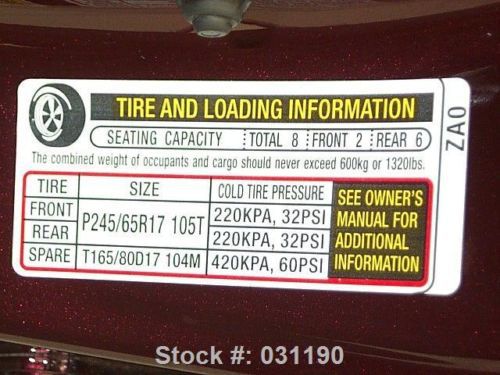 TIRE AND LOADING INFORMATION
SEATING CAPACITY TOTAL 8 FRONT 2 REAR 6
The combined weight of occupants and cargo should never exceed 600kg or 1320lbs.
TIRE SIZE COLD TIRE PRESSURE
FRONT P245/65R17 105T 220KPA, 32PSI
REAR 220KPA, 32PSI
SPARE T165/80D17 104M 420KPA, 60PSI
SEE OWNER'S
MANUAL FOR
ADDITIONAL
INFORMATION
ZA0
Stock #: 031190